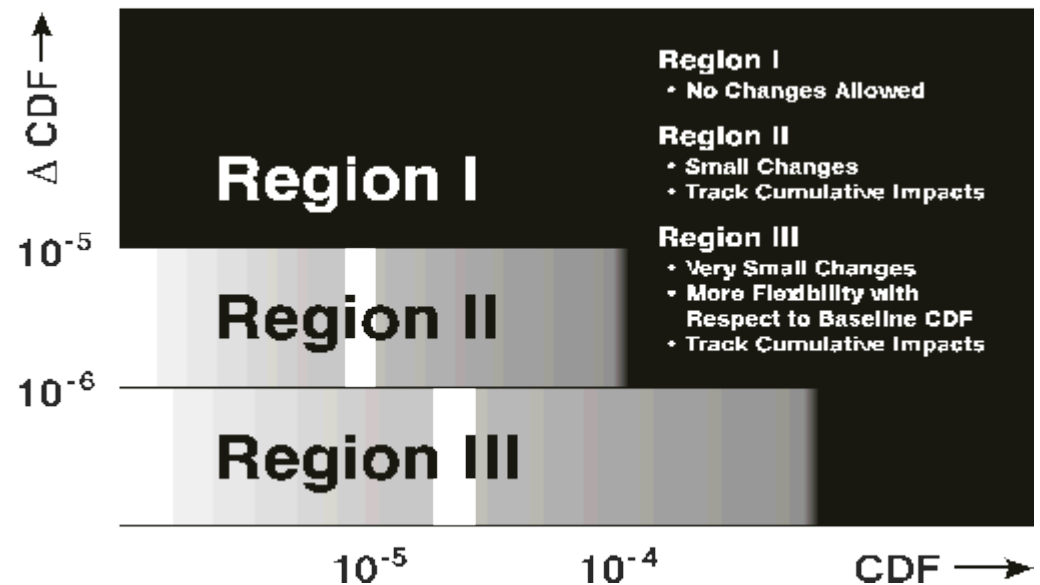 Δ CDF →
Region I
• No Changes Allowed
Region II
• Small Changes
• Track Cumulative Impacts
Region III
• Very Small Changes
• More Flexibility with
Respect to Baseline CDF
• Track Cumulative Impacts
Region I
10⁻⁵
Region II
10⁻⁶
Region III
10⁻⁵ 10⁻⁴ CDF →